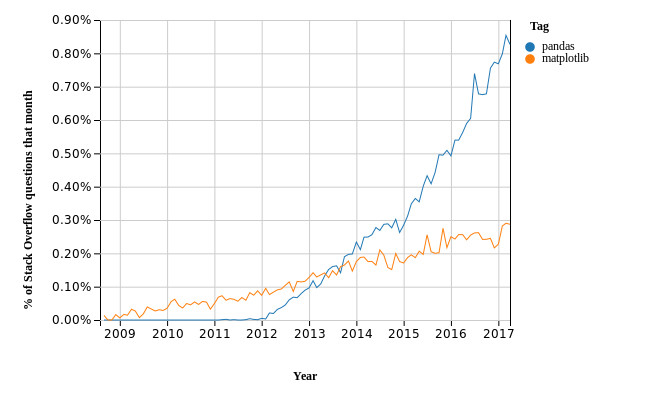 0.90%
0.80%
0.70%
0.60%
0.50%
0.40%
0.30%
0.20%
0.10%
0.00%
% of Stack Overflow questions that month
2009 2010 2011 2012 2013 2014 2015 2016 2017
Year
Tag
pandas
matplotlib